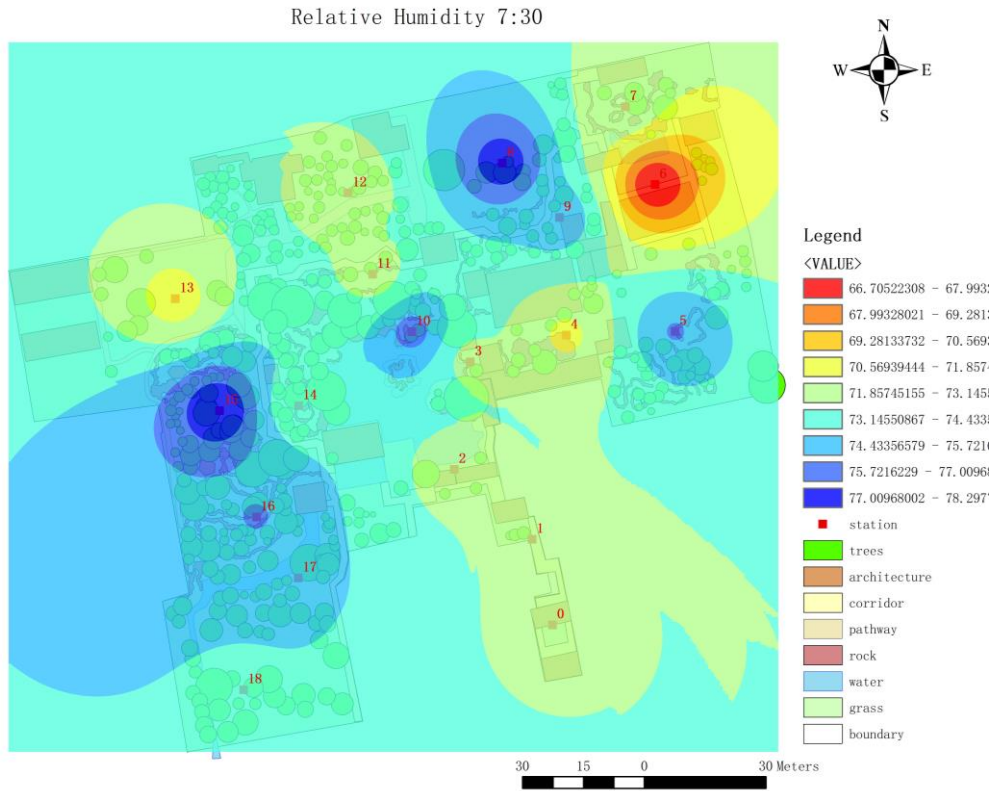 Relative Humidity 7:30
N
W
E
S
7
6
12
9
11
13
10
5
4
3
14
15
2
16
1
17
0
18
Legend
<VALUE>
66.70522308 - 67.9932
67.99328021 - 69.2813
69.28133732 - 70.5693
70.56939444 - 71.8574
71.85745155 - 73.1455
73.14550867 - 74.4335
74.43356579 - 75.7216
75.7216229 - 77.00968
77.00968002 - 78.2977
station
trees
architecture
corridor
pathway
rock
water
grass
boundary
30 15 0 30 Meters